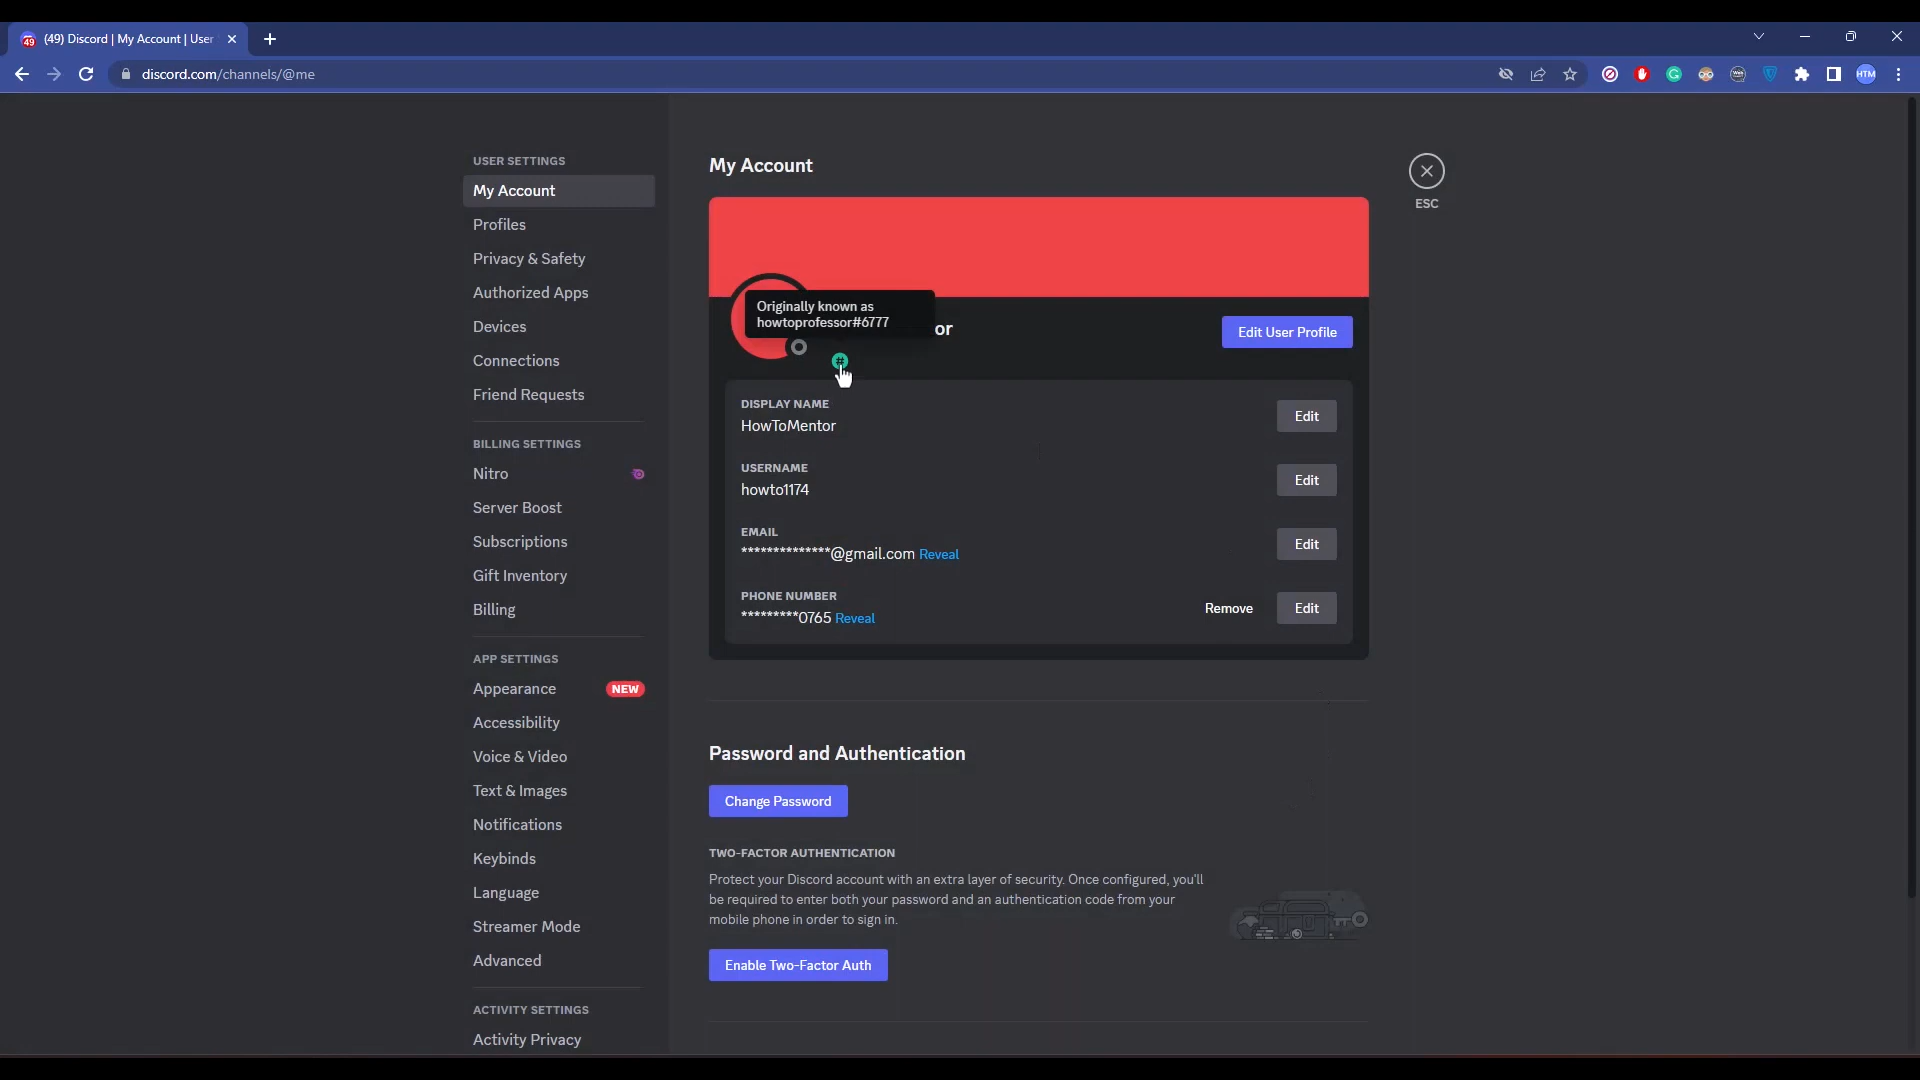 49
(49) Discord | My Account | User
discord.com/channels/@me
HTM
USER SETTINGS
My Account
Profiles
Privacy & Safety
Authorized Apps
Devices
Connections
Friend Requests
BILLING SETTINGS
Nitro
Server Boost
Subscriptions
Gift Inventory
Billing
APP SETTINGS
Appearance NEW
Accessibility
Voice & Video
Text & Images
Notifications
Keybinds
Language
Streamer Mode
Advanced
ACTIVITY SETTINGS
Activity Privacy
My Account
ESC
Originally known as
howtoprofessor#6777
or
Edit User Profile
#
DISPLAY NAME
HowToMentor
Edit
USERNAME
howto1174
Edit
EMAIL
**************@gmail.com Reveal
Edit
PHONE NUMBER
*********0765 Reveal
Remove
Edit
Password and Authentication
Change Password
TWO-FACTOR AUTHENTICATION
Protect your Discord account with an extra layer of security. Once configured, you'll
be required to enter both your password and an authentication code from your
mobile phone in order to sign in.
Enable Two-Factor Auth